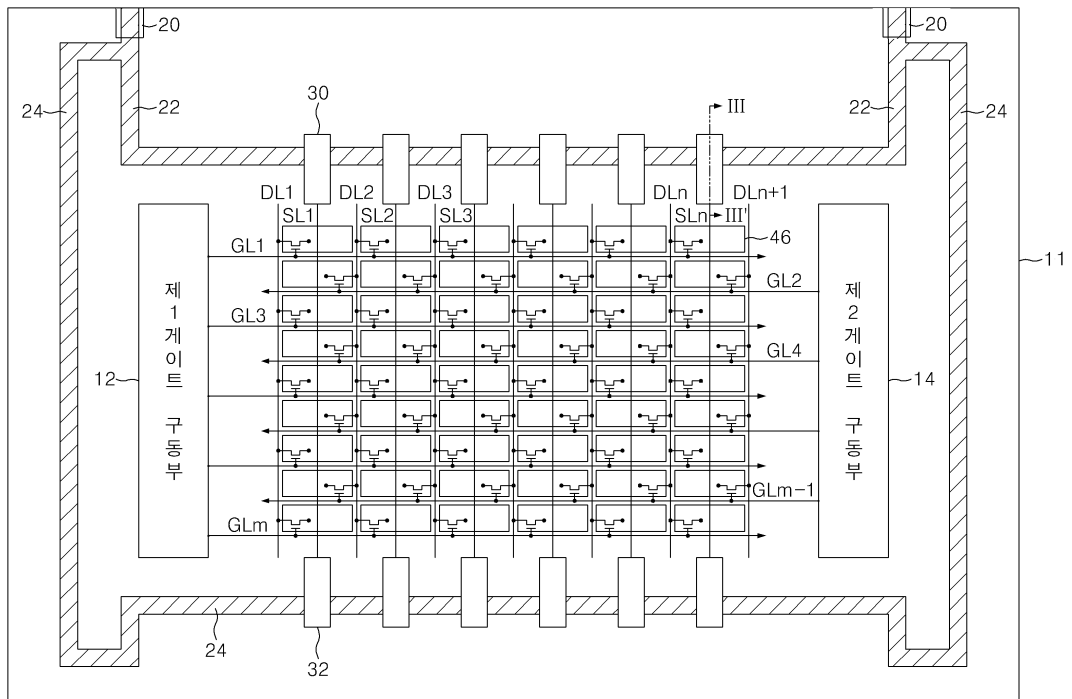 20
20
24
22
30
III
22
24
DL1
DL2
DL3
DLn
DLn+1
SL1
SL2
SL3
SLn
III'
46
GL1
11
GL2
GL3
GL4
12
제1게이트 구동부
제2게이트 구동부
14
GLm-1
GLm
24
32